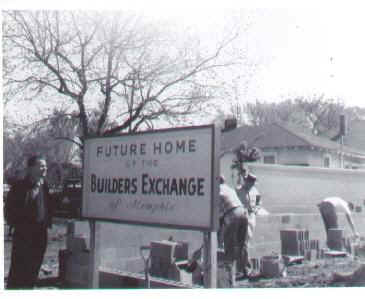 FUTURE HOME
OF THE
BUILDERS EXCHANGE
of Memphis